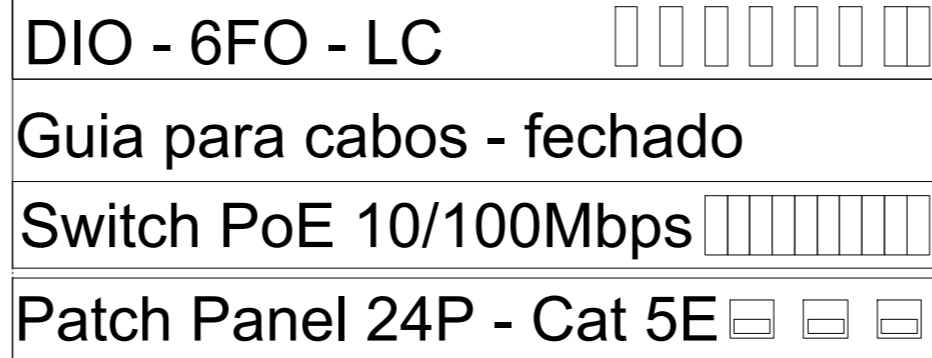 DIO - 6FO - LC
Guia para cabos - fechado
Switch PoE 10/100Mbps
Patch Panel 24P - Cat 5E